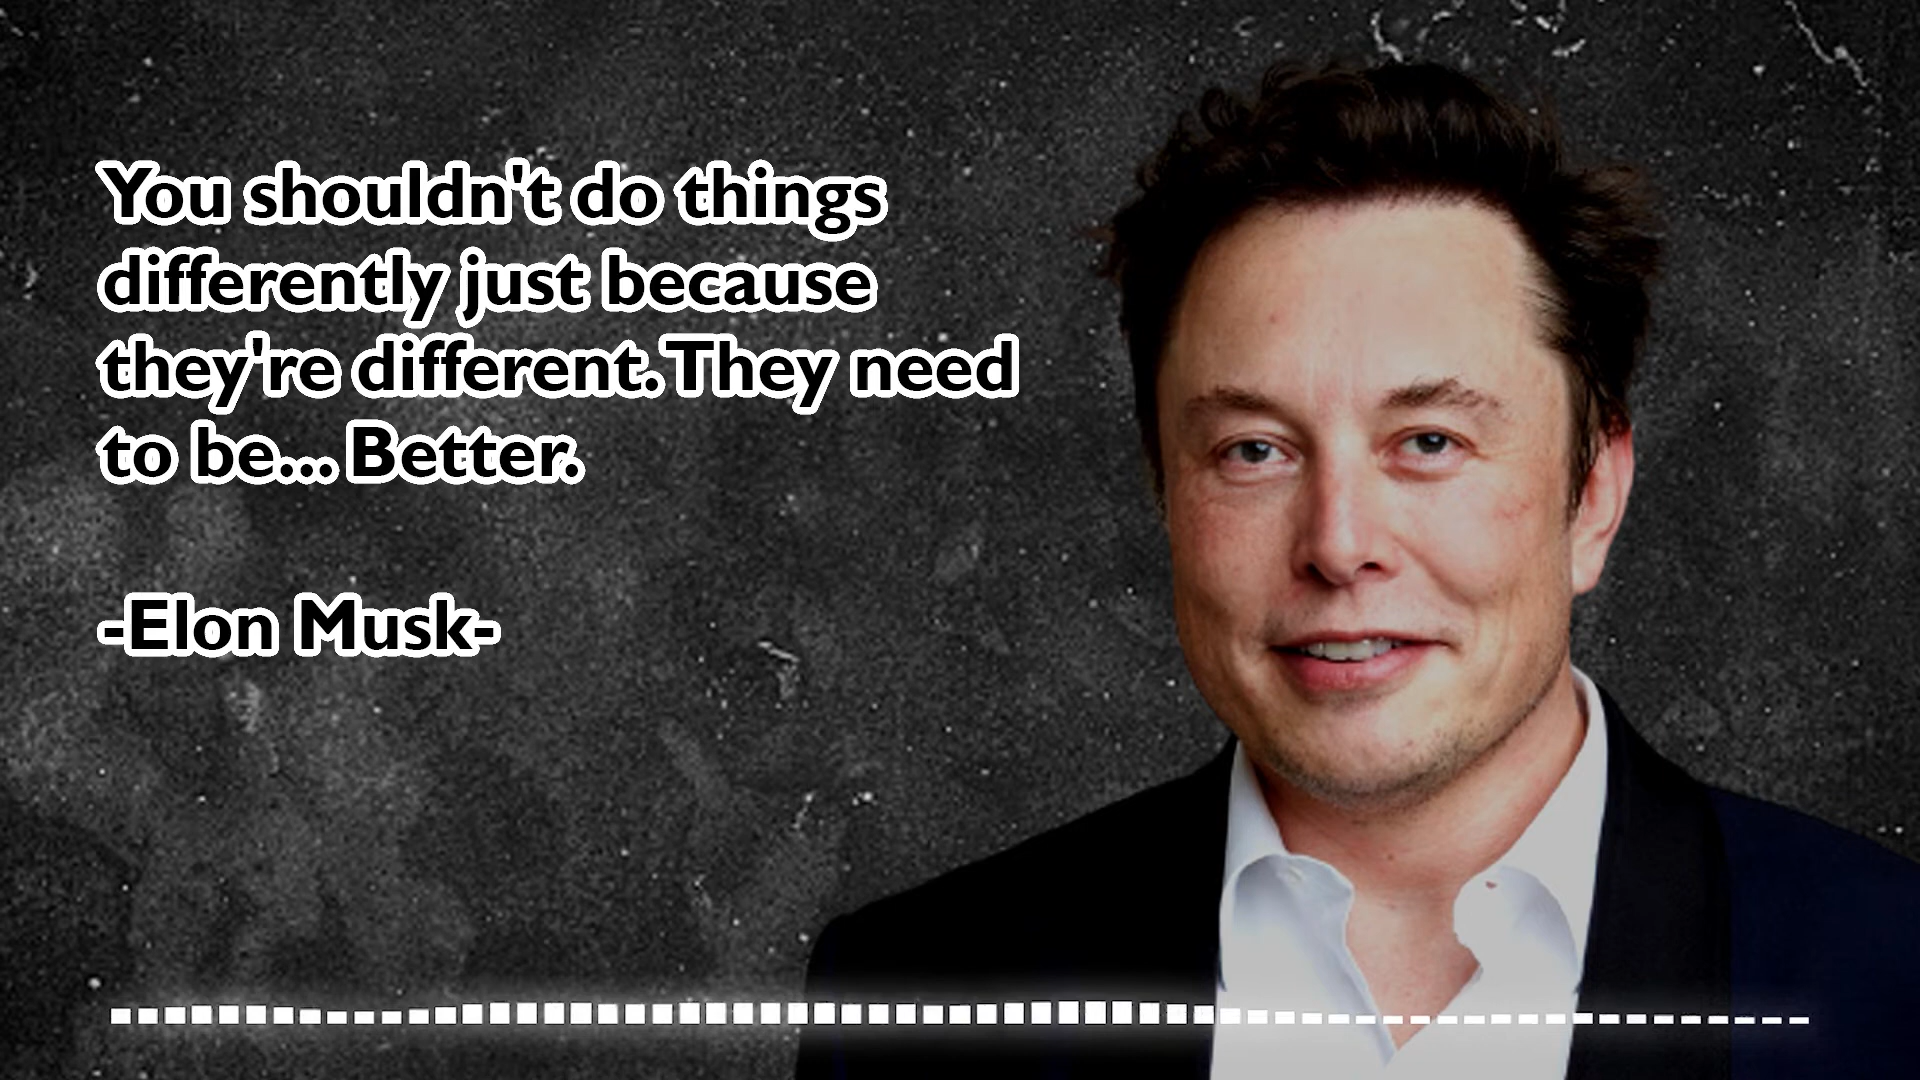 You shouldn't do things
differently just because
they're different. They need
to be... Better.
-Elon Musk-